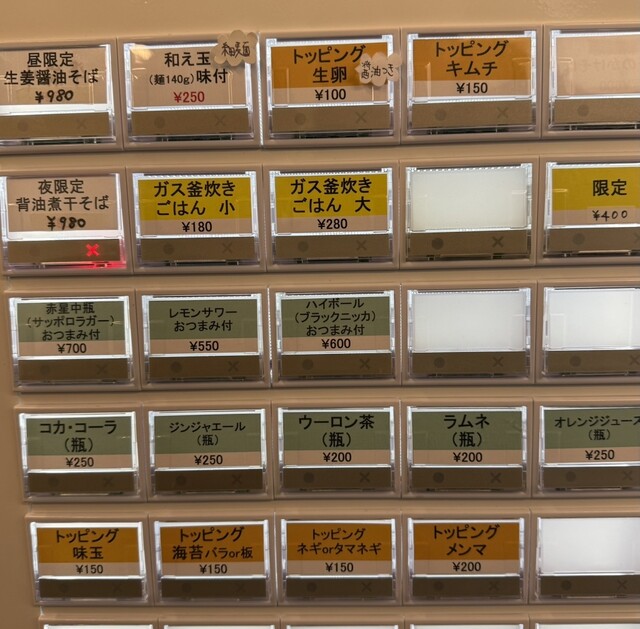 昼限定
生姜醤油そば
¥980
和え玉
(麺140g)味付
¥250
細麺
トッピング
生卵
¥100
トッピング
キムチ
¥150
夜限定
背油煮干そば
¥980
×
ガス釜炊き
ごはん 小
¥180
ガス釜炊き
ごはん 大
¥280
限定
¥400
赤星中瓶
(サッポロラガー)
おつまみ付
¥700
レモンサワー
おつまみ付
¥550
ハイボール
(ブラックニッカ)
おつまみ付
¥600
コカ・コーラ
(瓶)
¥250
ジンジャエール
(瓶)
¥250
ウーロン茶
(瓶)
¥200
ラムネ
(瓶)
¥200
オレンジジュース
(瓶)
¥250
トッピング
味玉
¥150
トッピング
海苔バラor板
¥150
トッピング
ネギorタマネギ
¥150
トッピング
メンマ
¥200